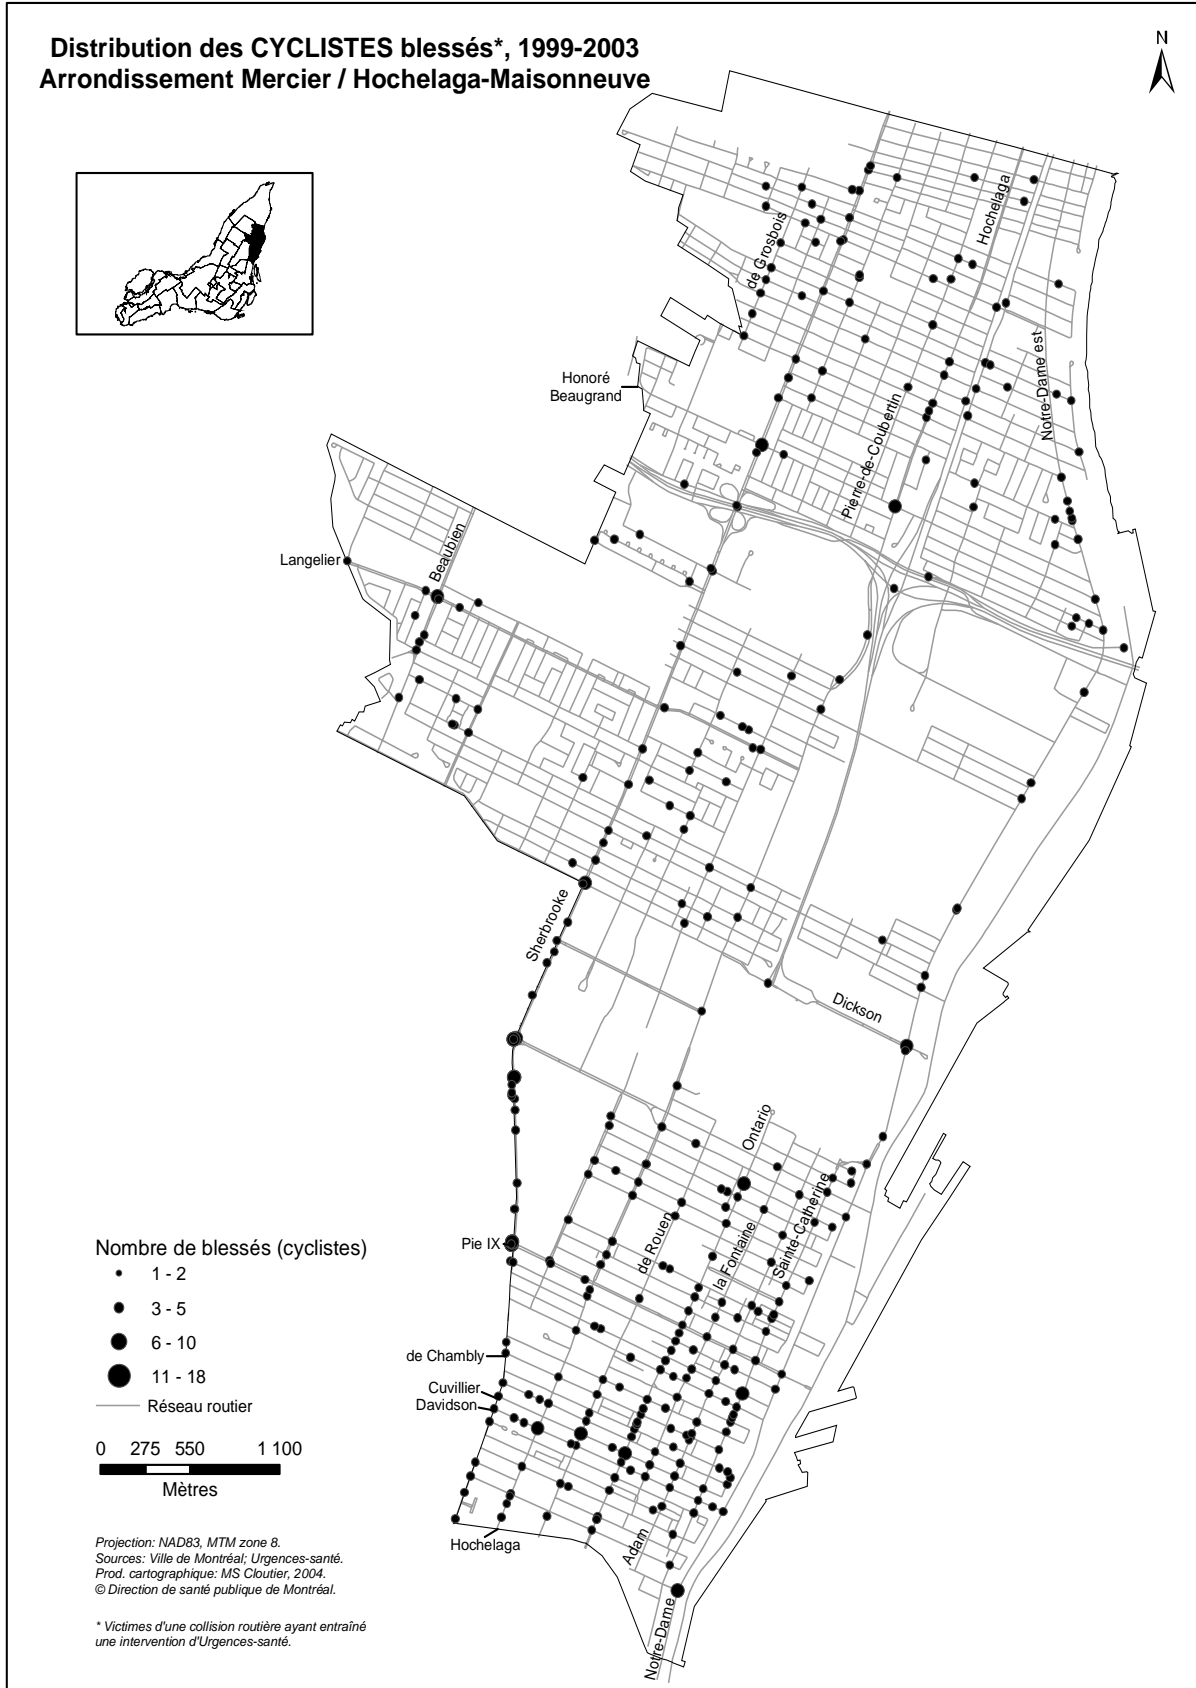 Distribution des CYCLISTES blessés*, 1999-2003
Arrondissement Mercier / Hochelaga-Maisonneuve
N
de Grosbois
Hochelaga
Notre-Dame est
Honoré
Beaugrand
Pierre-de-Coubertin
Langelier
Beaubien
Sherbrooke
Dickson
Ontario
Sainte-Catherine
de Rouen
la Fontaine
Pie IX
Nombre de blessés (cyclistes)
1 - 2
3 - 5
6 - 10
11 - 18
Réseau routier
de Chambly
Cuvillier
Davidson
0 275 550 1 100
Mètres
Hochelaga
Adam
Notre-Dame
Projection: NAD83, MTM zone 8.
Sources: Ville de Montréal; Urgences-santé.
Prod. cartographique: MS Cloutier, 2004.
© Direction de santé publique de Montréal.
* Victimes d'une collision routière ayant entraîné
une intervention d'Urgences-santé.